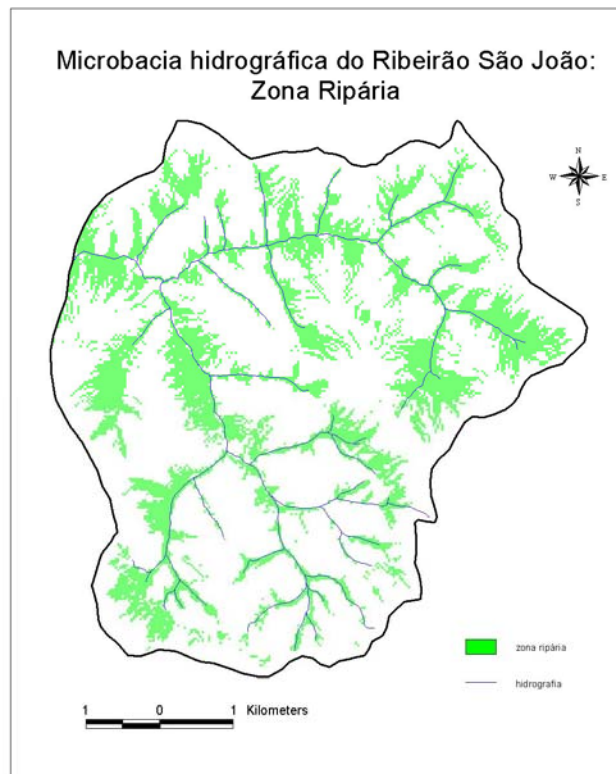 Microbacia hidrográfica do Ribeirão São João:
Zona Ripária
N
W E
S
zona ripária
hidrografia
1 0 1 Kilometers